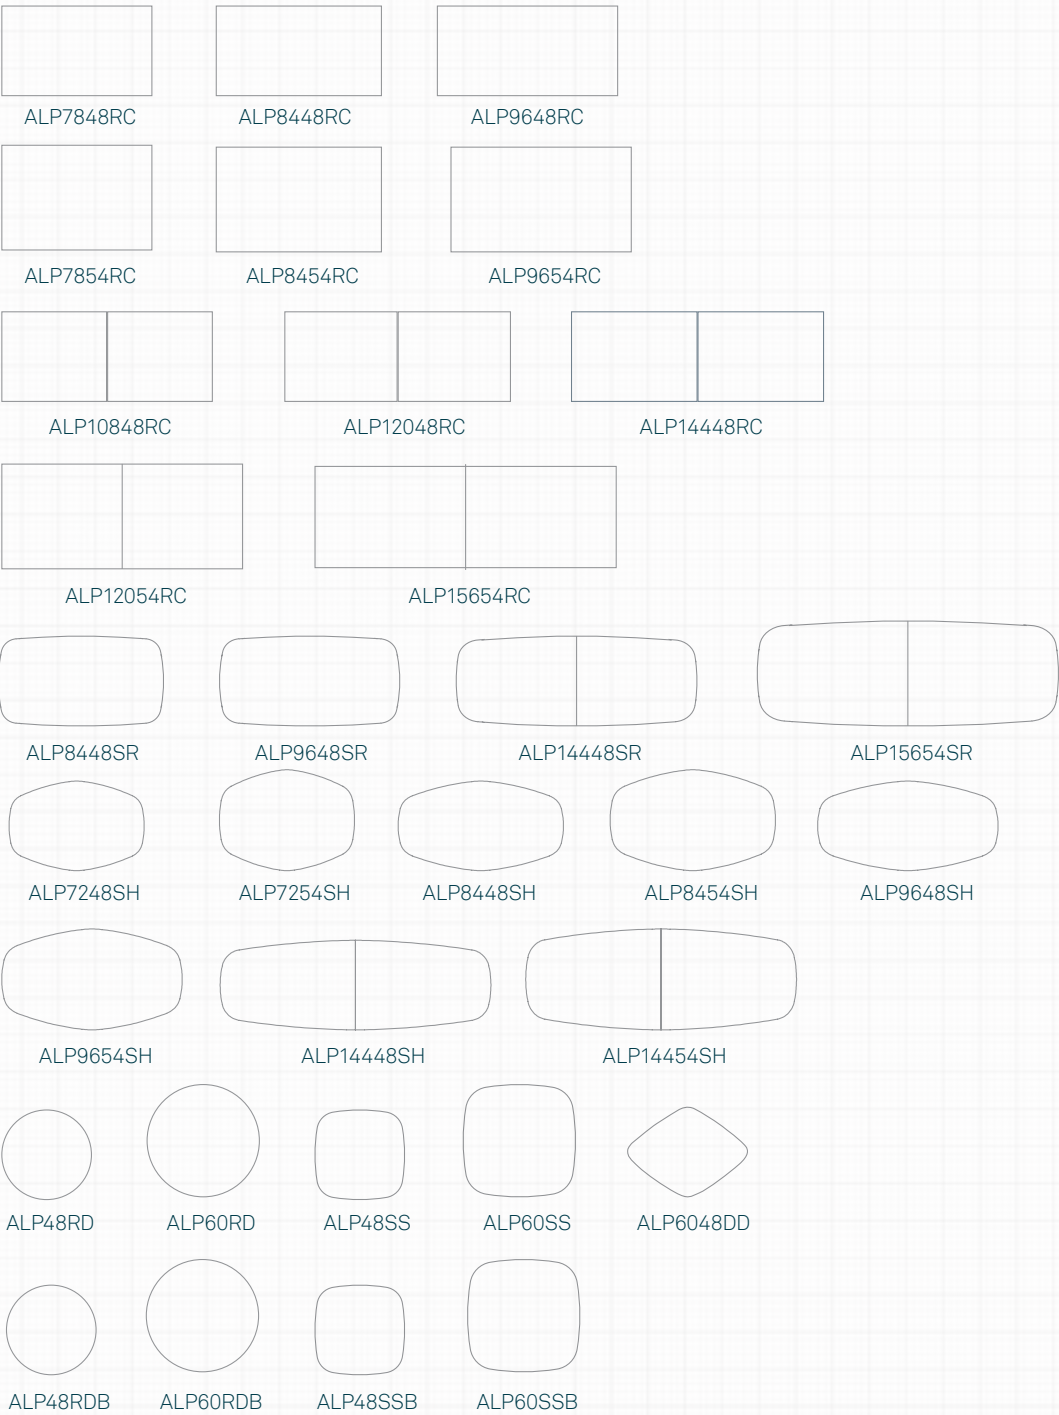 ALP7848RC ALP8448RC ALP9648RC
ALP7854RC ALP8454RC ALP9654RC
ALP10848RC ALP12048RC ALP14448RC
ALP12054RC ALP15654RC
ALP8448SR ALP9648SR ALP14448SR ALP15654SR
ALP7248SH ALP7254SH ALP8448SH ALP8454SH ALP9648SH
ALP9654SH ALP14448SH ALP14454SH
ALP48RD ALP60RD ALP48SS ALP60SS ALP6048DD
ALP48RDB ALP60RDB ALP48SSB ALP60SSB